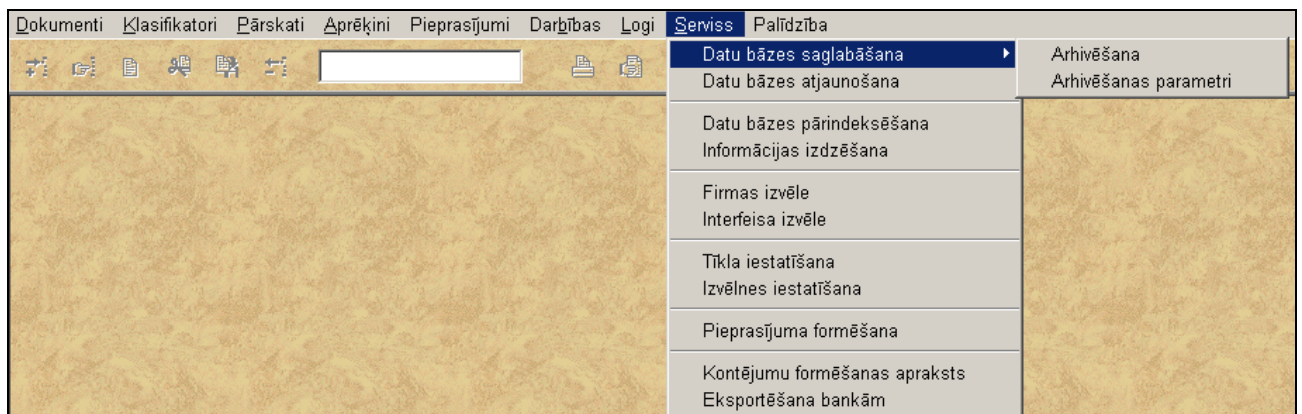 Dokumenti Klasifikatori Pārskati Aprēķini Pieprasījumi Darbības Logi Serviss Palīdzība
Datu bāzes saglabāšana Arhivēšana
Datu bāzes atjaunošana Arhivēšanas parametri
Datu bāzes pārindeksēšana
Informācijas izdzēšana
Firmas izvēle
Interfeisa izvēle
Tīkla iestatīšana
Izvēlnes iestatīšana
Pieprasījuma formēšana
Kontējumu formēšanas apraksts
Eksportēšana bankām